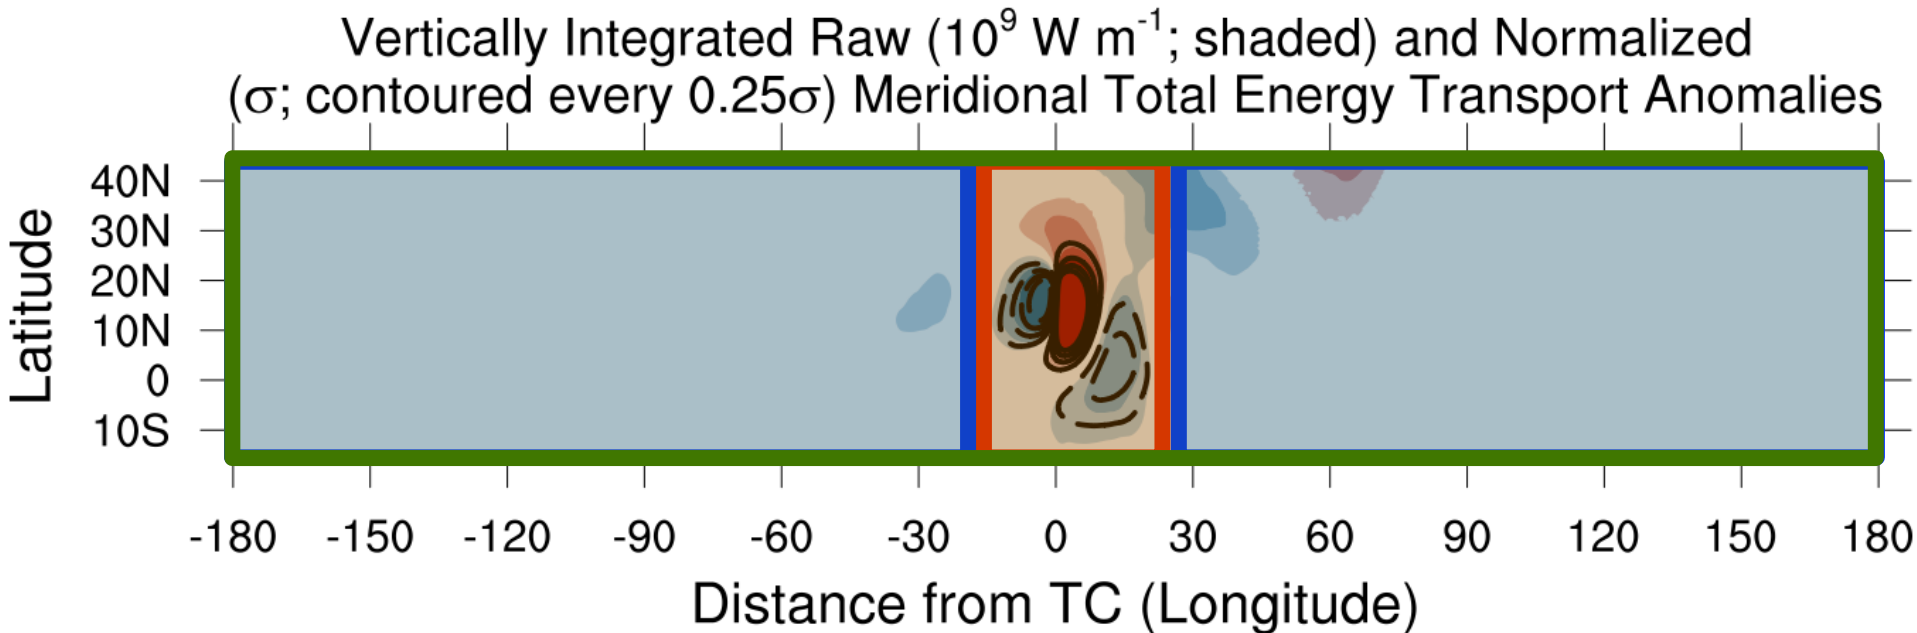 Vertically Integrated Raw (10⁹ W m⁻¹; shaded) and Normalized
(σ; contoured every 0.25σ) Meridional Total Energy Transport Anomalies
Latitude
40N
30N
20N
10N
0
10S
-180 -150 -120 -90 -60 -30 0 30 60 90 120 150 180
Distance from TC (Longitude)